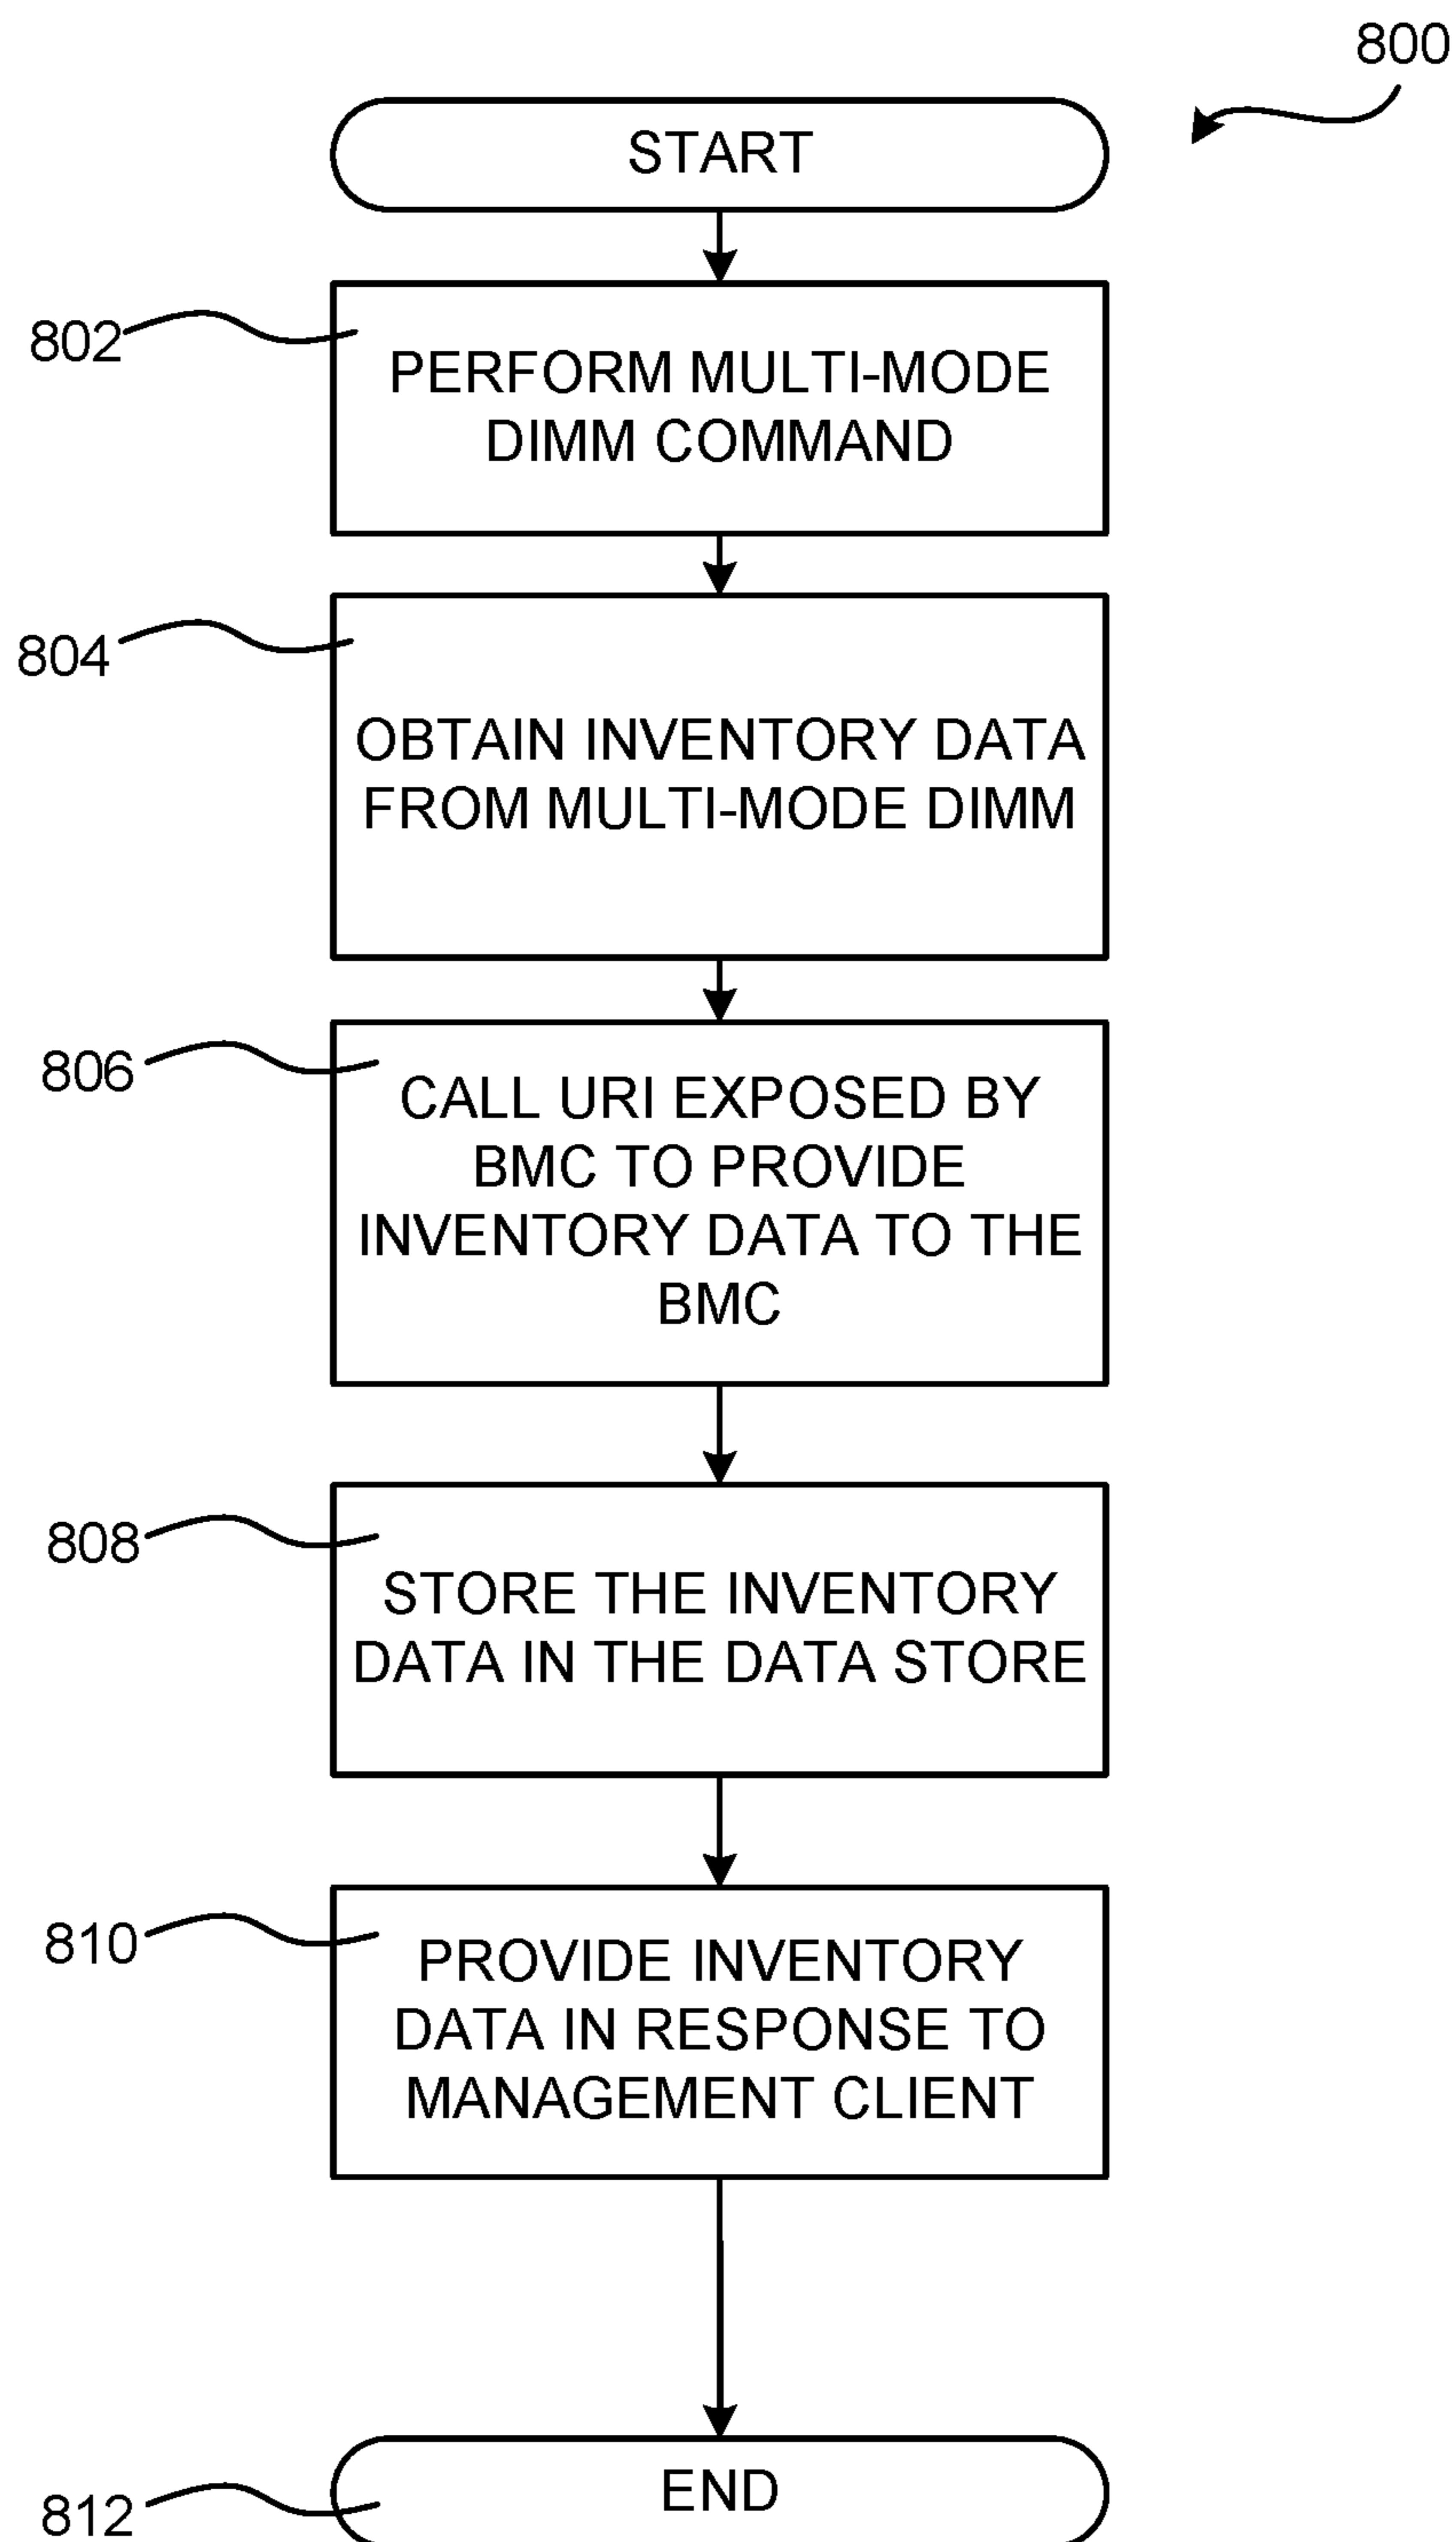 800
START
802
PERFORM MULTI-MODE
DIMM COMMAND
804
OBTAIN INVENTORY DATA
FROM MULTI-MODE DIMM
806
CALL URI EXPOSED BY
BMC TO PROVIDE
INVENTORY DATA TO THE
BMC
808
STORE THE INVENTORY
DATA IN THE DATA STORE
810
PROVIDE INVENTORY
DATA IN RESPONSE TO
MANAGEMENT CLIENT
END
812